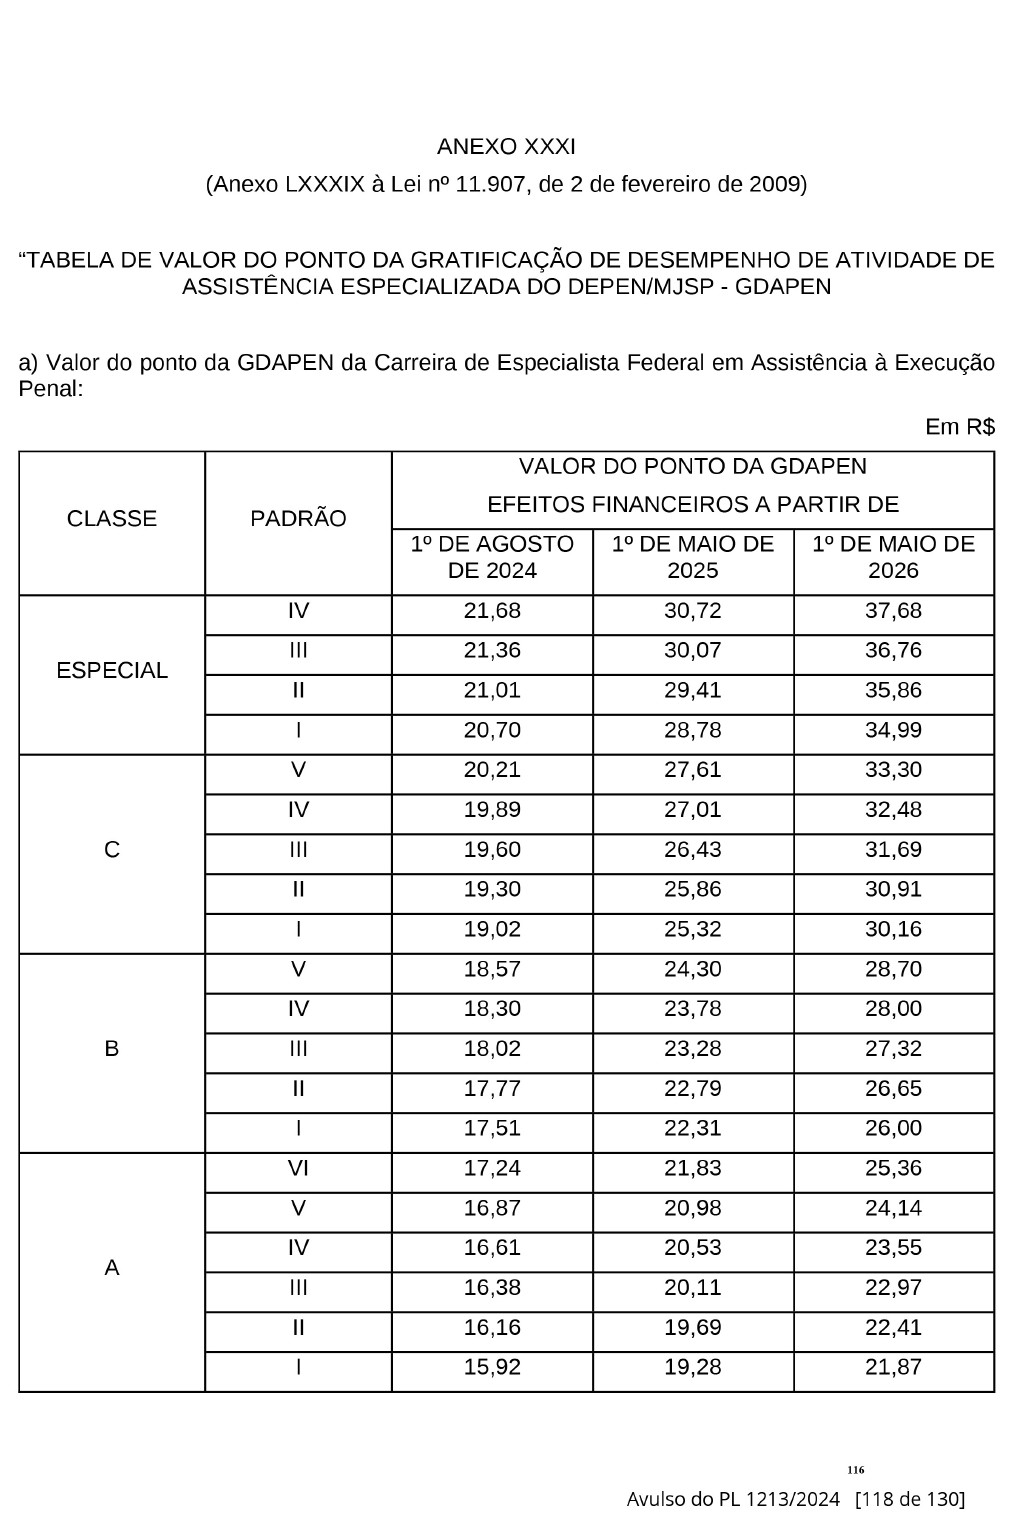 ANEXO XXXI
(Anexo LXXXIX à Lei nº 11.907, de 2 de fevereiro de 2009)
“TABELA DE VALOR DO PONTO DA GRATIFICAÇÃO DE DESEMPENHO DE ATIVIDADE DE
ASSISTÊNCIA ESPECIALIZADA DO DEPEN/MJSP - GDAPEN
a) Valor do ponto da GDAPEN da Carreira de Especialista Federal em Assistência à Execução
Penal:
Em R$
CLASSE PADRÃO VALOR DO PONTO DA GDAPEN
EFEITOS FINANCEIROS A PARTIR DE
1º DE AGOSTO 1º DE MAIO DE 1º DE MAIO DE
DE 2024 2025 2026
ESPECIAL IV 21,68 30,72 37,68
III 21,36 30,07 36,76
II 21,01 29,41 35,86
I 20,70 28,78 34,99
C V 20,21 27,61 33,30
IV 19,89 27,01 32,48
III 19,60 26,43 31,69
II 19,30 25,86 30,91
I 19,02 25,32 30,16
B V 18,57 24,30 28,70
IV 18,30 23,78 28,00
III 18,02 23,28 27,32
II 17,77 22,79 26,65
I 17,51 22,31 26,00
A VI 17,24 21,83 25,36
V 16,87 20,98 24,14
IV 16,61 20,53 23,55
III 16,38 20,11 22,97
II 16,16 19,69 22,41
I 15,92 19,28 21,87
116
Avulso do PL 1213/2024 [118 de 130]